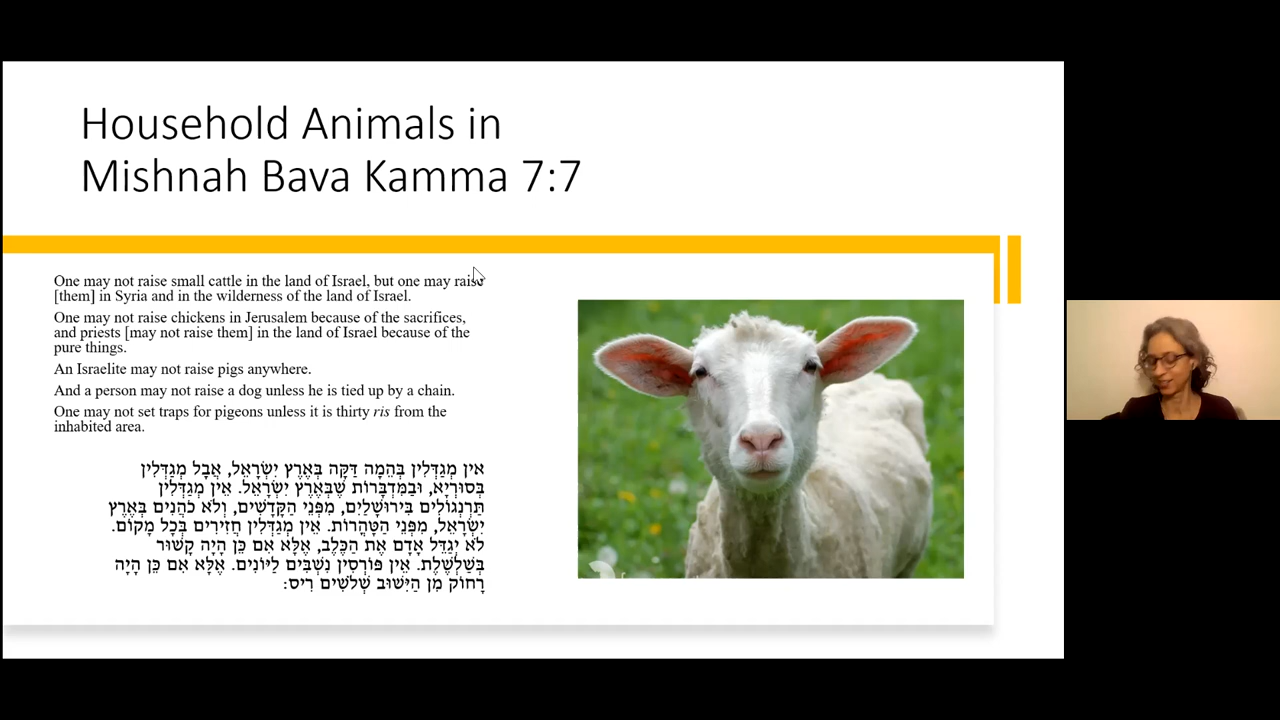 Household Animals in
Mishnah Bava Kamma 7:7
One may not raise small cattle in the land of Israel, but one may raise
[them] in Syria and in the wilderness of the land of Israel.
One may not raise chickens in Jerusalem because of the sacrifices,
and priests [may not raise them] in the land of Israel because of the
pure things.
An Israelite may not raise pigs anywhere.
And a person may not raise a dog unless he is tied up by a chain.
One may not set traps for pigeons unless it is thirty ris from the
inhabited area.
אין מְגַדְּלִין בְּהֵמָה דַקָּה בְּאֶרֶץ יִשְׂרָאֵל, אֲבָל מְגַדְּלִין
בְּסוּרְיָא, וּבַמִּדְבָּרוֹת שֶׁבְּאֶרֶץ יִשְׂרָאֵל. אֵין מְגַדְּלִין
תַּרְנְגוֹלִים בִּירוּשָׁלַיִם, מִפְּנֵי הַקֳּדָשִׁים, וְלֹא כֹהֲנִים בְּאֶרֶץ
יִשְׂרָאֵל, מִפְּנֵי הַטָּהֳרוֹת. אֵין מְגַדְּלִין חֲזִירִים בְּכָל מָקוֹם.
לֹא יְגַדֵּל אָדָם אֶת הַכֶּלֶב, אֶלָּא אִם כֵּן הָיָה קָשׁוּר
בְּשַׁלְשֶׁלֶת. אֵין פּוֹרְסִין נְשָׁבִים לַיּוֹנִים. אֶלָּא אִם כֵּן הָיָה
רָחוֹק מִן הַיִּשּׁוּב שְׁלֹשִׁים רִיס: